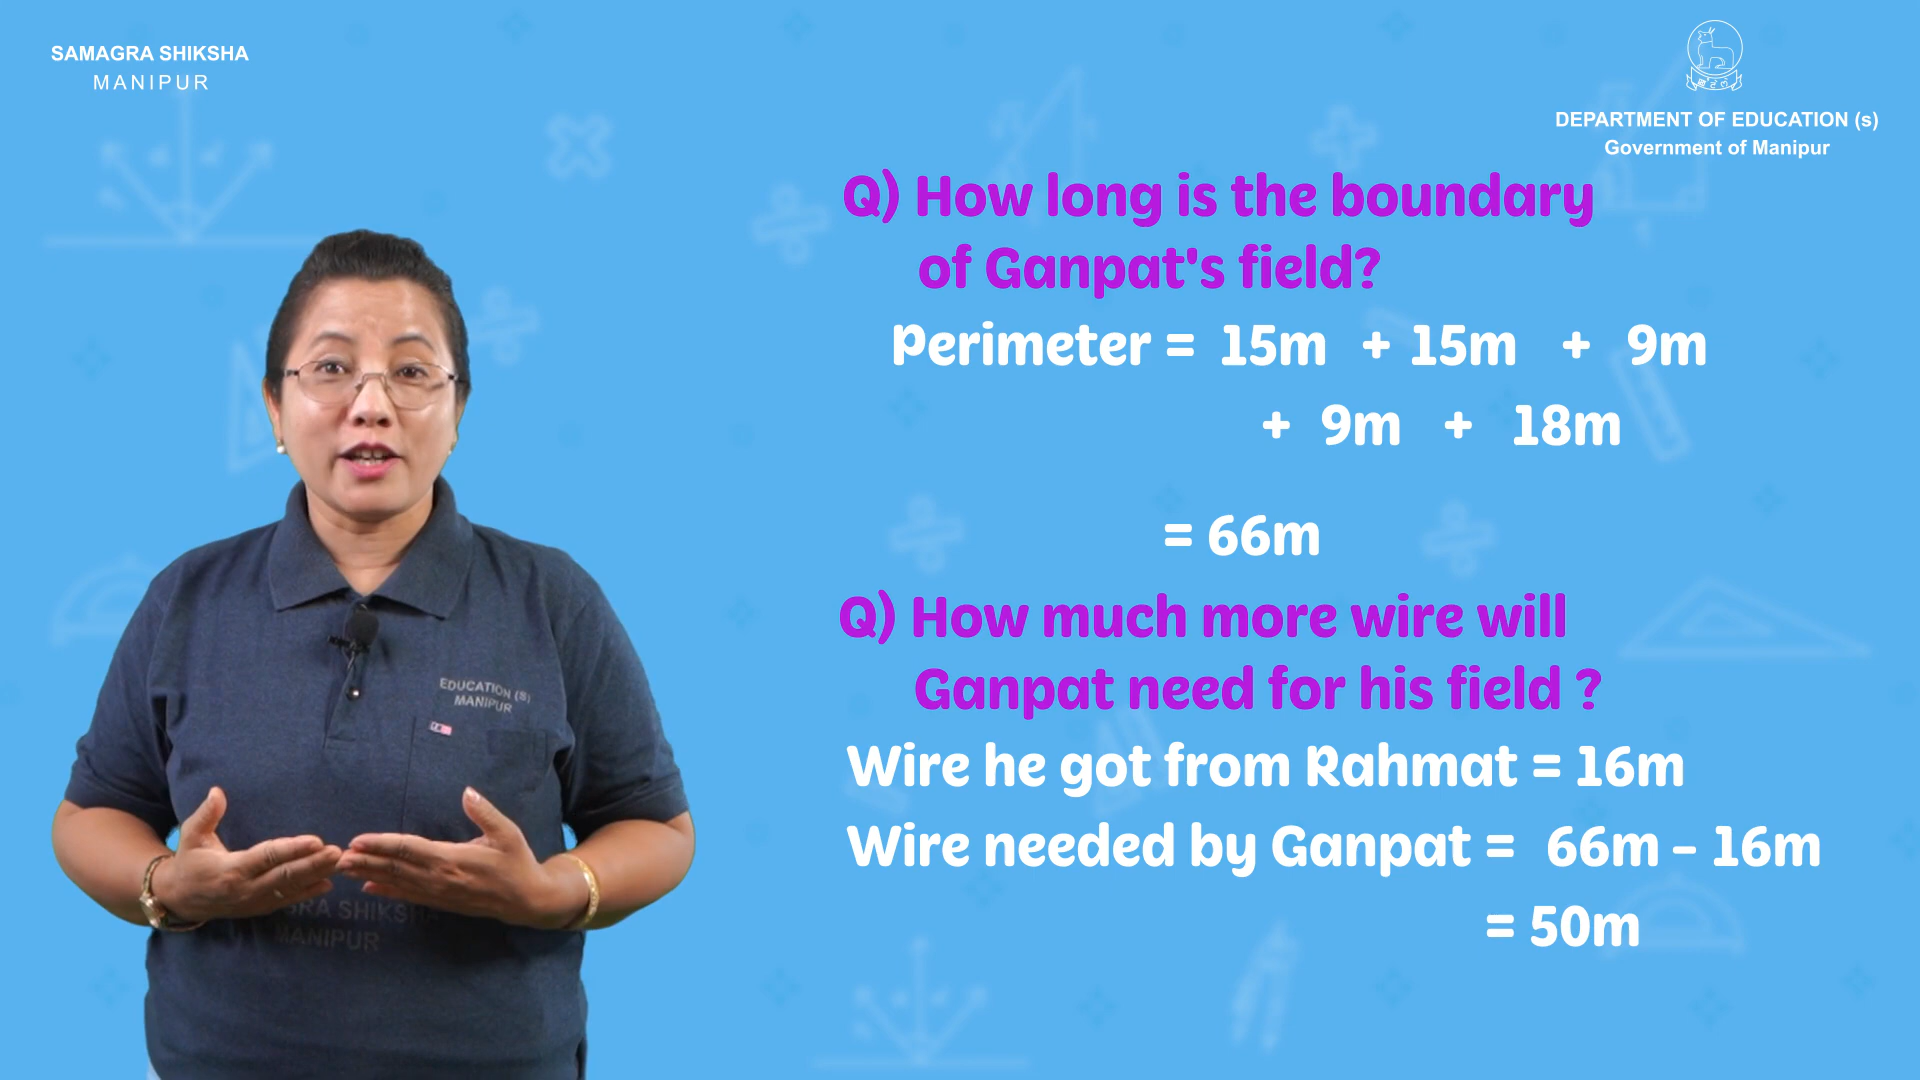 SAMAGRA SHIKSHA
MANIPUR
DEPARTMENT OF EDUCATION (s)
Government of Manipur
Q) How long is the boundary
of Ganpat's field?
Perimeter = 15m + 15m + 9m
+ 9m + 18m
= 66m
Q) How much more wire will
Ganpat need for his field ?
Wire he got from Rahmat = 16m
Wire needed by Ganpat = 66m - 16m
= 50m
EDUCATION (S)
MANIPUR
SHIKSHA
MANIPUR